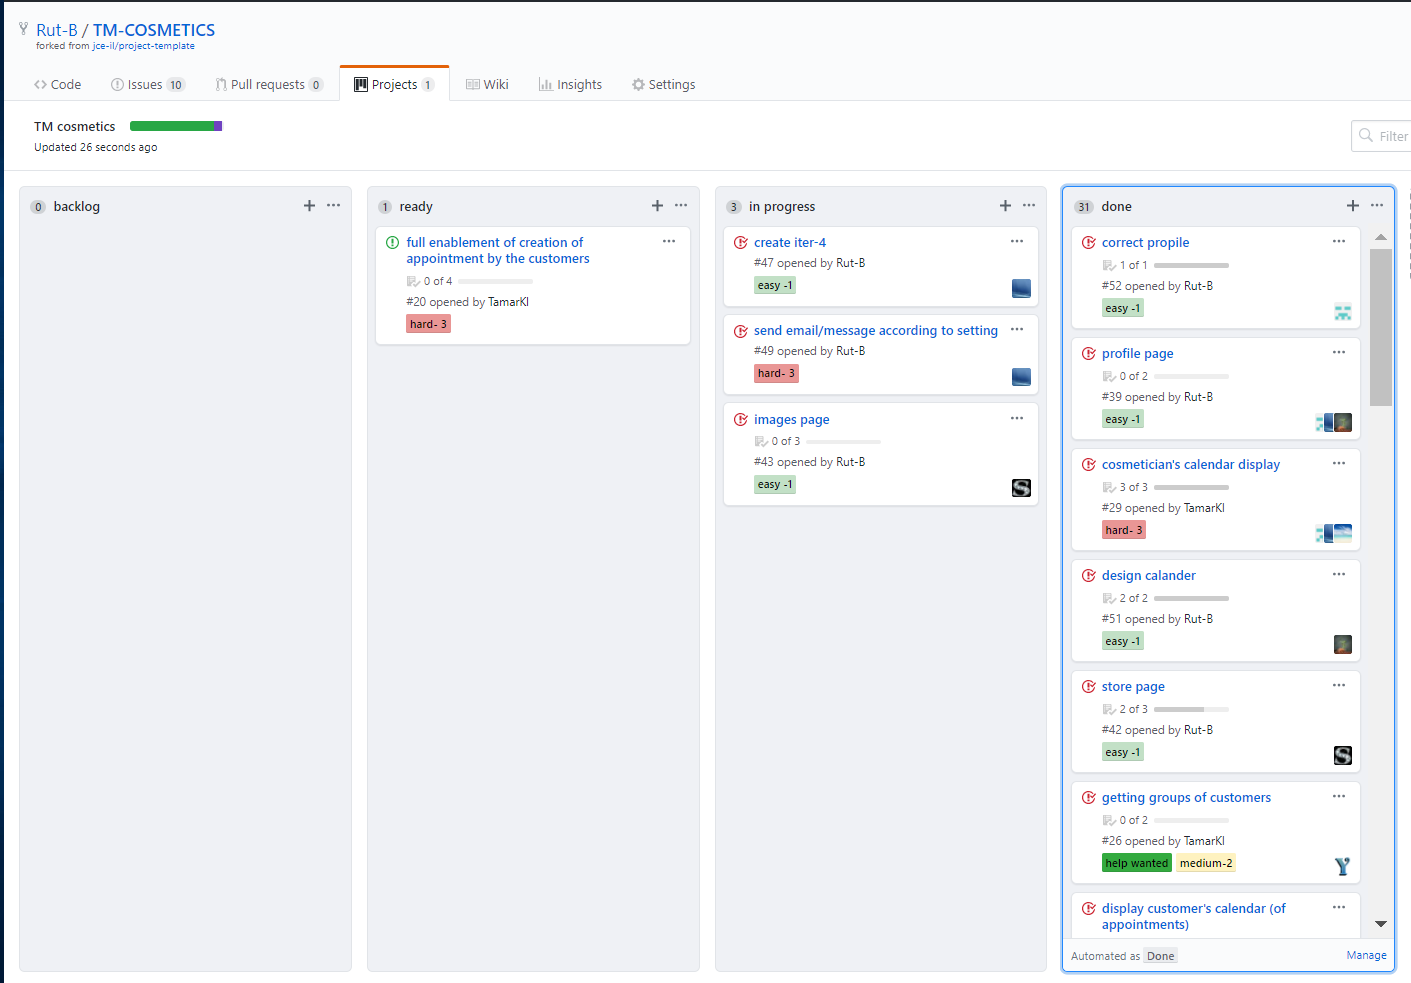 Rut-B / TM-COSMETICS
forked from jce-il/project-template
Code
Issues 10
Pull requests 0
Projects 1
Wiki
Insights
Settings
TM cosmetics
Updated 26 seconds ago
Filter
0 backlog
1 ready
full enablement of creation of
appointment by the customers
0 of 4
#20 opened by TamarKl
hard- 3
3 in progress
create iter-4
#47 opened by Rut-B
easy -1
send email/message according to setting
#49 opened by Rut-B
hard- 3
images page
0 of 3
#43 opened by Rut-B
easy -1
31 done
correct propile
1 of 1
#52 opened by Rut-B
easy -1
profile page
0 of 2
#39 opened by Rut-B
easy -1
cosmetician's calendar display
3 of 3
#29 opened by TamarKl
hard- 3
design calander
2 of 2
#51 opened by Rut-B
easy -1
store page
2 of 3
#42 opened by Rut-B
easy -1
getting groups of customers
0 of 2
#26 opened by TamarKl
help wanted medium-2
display customer's calendar (of
appointments)
Automated as Done
Manage